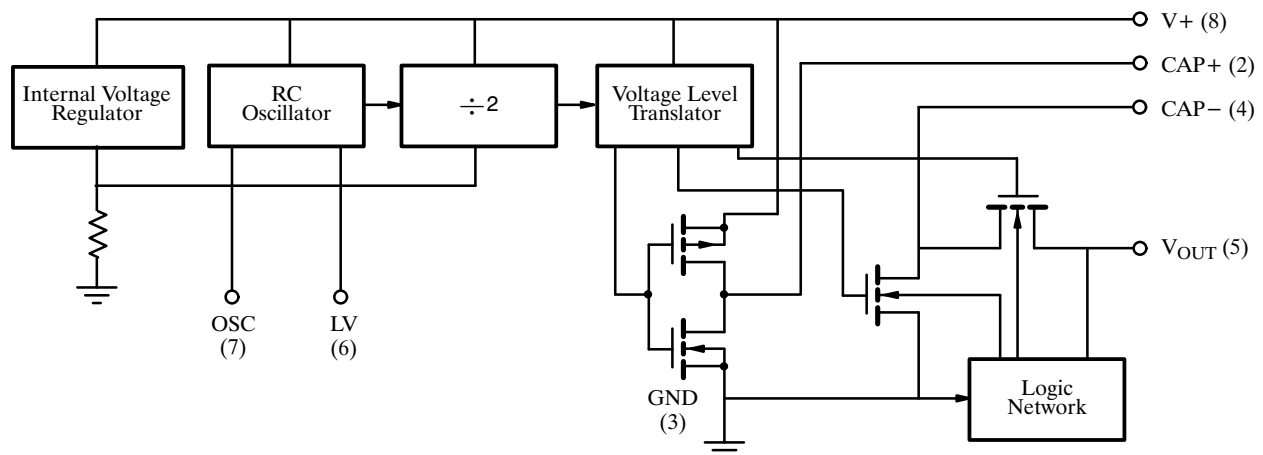 V+ (8)
CAP+ (2)
CAP− (4)
Internal Voltage
Regulator
RC
Oscillator
÷2
Voltage Level
Translator
VOUT (5)
OSC
(7)
LV
(6)
GND
(3)
Logic
Network